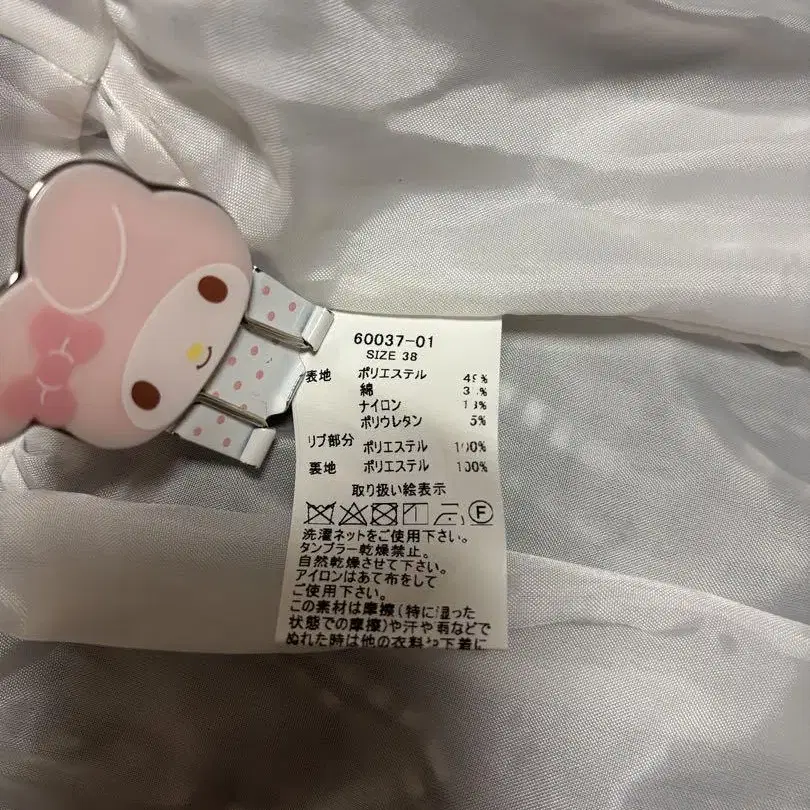 60037-01
SIZE 38
表地 ポリエステル
綿
ナイロン
ポリウレタン 5%
リブ部分 ポリエステル 100%
裏地 ポリエステル 100%
取り扱い絵表示
F
洗濯ネットをご使用下さい。
タンブラー乾燥禁止。
自然乾燥させて下さい。
アイロンはあて布をして
ご使用下さい。
この素材は摩擦(特に湿った
状態での摩擦)や汗や雨などで
ぬれた時は他の衣料や下着に